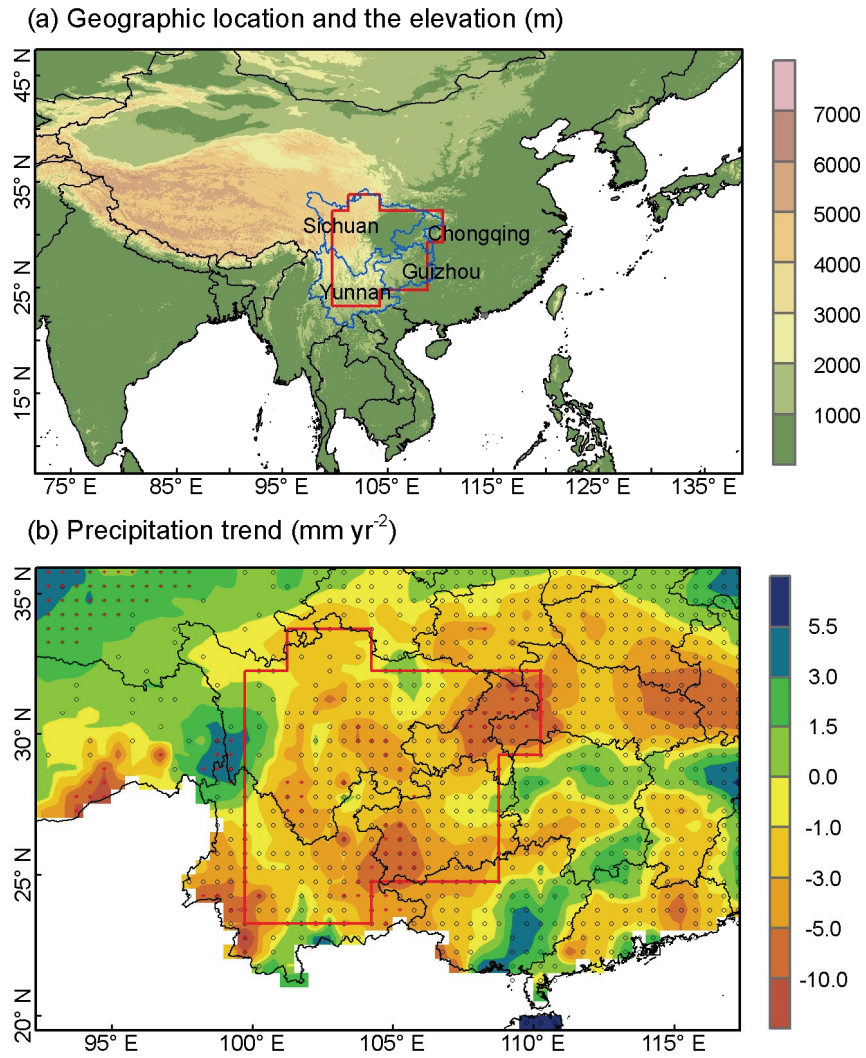 (a) Geographic location and the elevation (m)
45° N
35° N
25° N
15° N
Sichuan
Chongqing
Guizhou
Yunnan
7000
6000
5000
4000
3000
2000
1000
75° E 85° E 95° E 105° E 115° E 125° E 135° E
(b) Precipitation trend (mm yr-2)
35° N
30° N
25° N
20° N
5.5
3.0
1.5
0.0
-1.0
-3.0
-5.0
-10.0
95° E 100° E 105° E 110° E 115° E